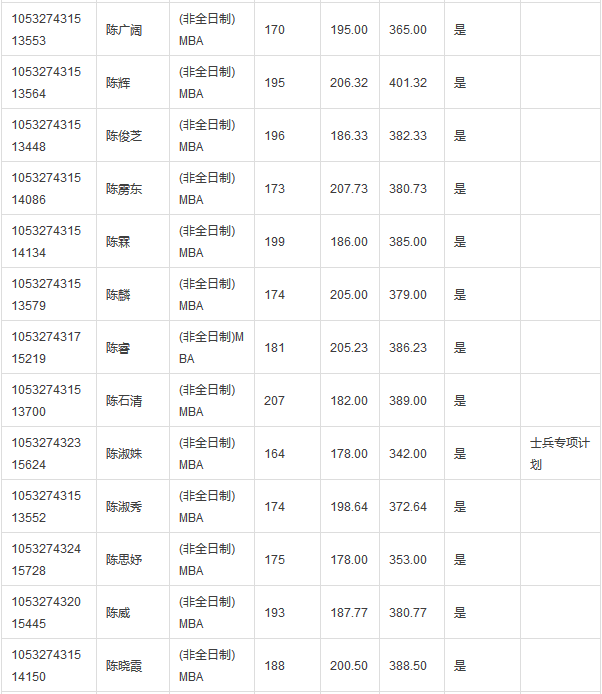 1053274315 (非全日制)
陈广阔 170 195.00 365.00 是
13553 MBA
1053274315 (非全日制)
陈辉 195 206.32 401.32 是
13564 MBA
1053274315 (非全日制)
陈俊芝 196 186.33 382.33 是
13448 MBA
1053274315 (非全日制)
陈雳东 173 207.73 380.73 是
14086 MBA
1053274315 (非全日制)
陈霖 199 186.00 385.00 是
14134 MBA
1053274315 (非全日制)
陈麟 174 205.00 379.00 是
13579 MBA
1053274317 (非全日制)M
陈睿 181 205.23 386.23 是
15219 BA
1053274315 (非全日制)
陈石清 207 182.00 389.00 是
13700 MBA
1053274323 (非全日制) 士兵专项计
陈淑姝 164 178.00 342.00 是
15624 MBA 划
1053274315 (非全日制)
陈淑秀 174 198.64 372.64 是
13552 MBA
1053274324 (非全日制)
陈思妤 175 178.00 353.00 是
15728 MBA
1053274320 (非全日制)
陈威 193 187.77 380.77 是
15445 MBA
1053274315 (非全日制)
陈晓霞 188 200.50 388.50 是
14150 MBA